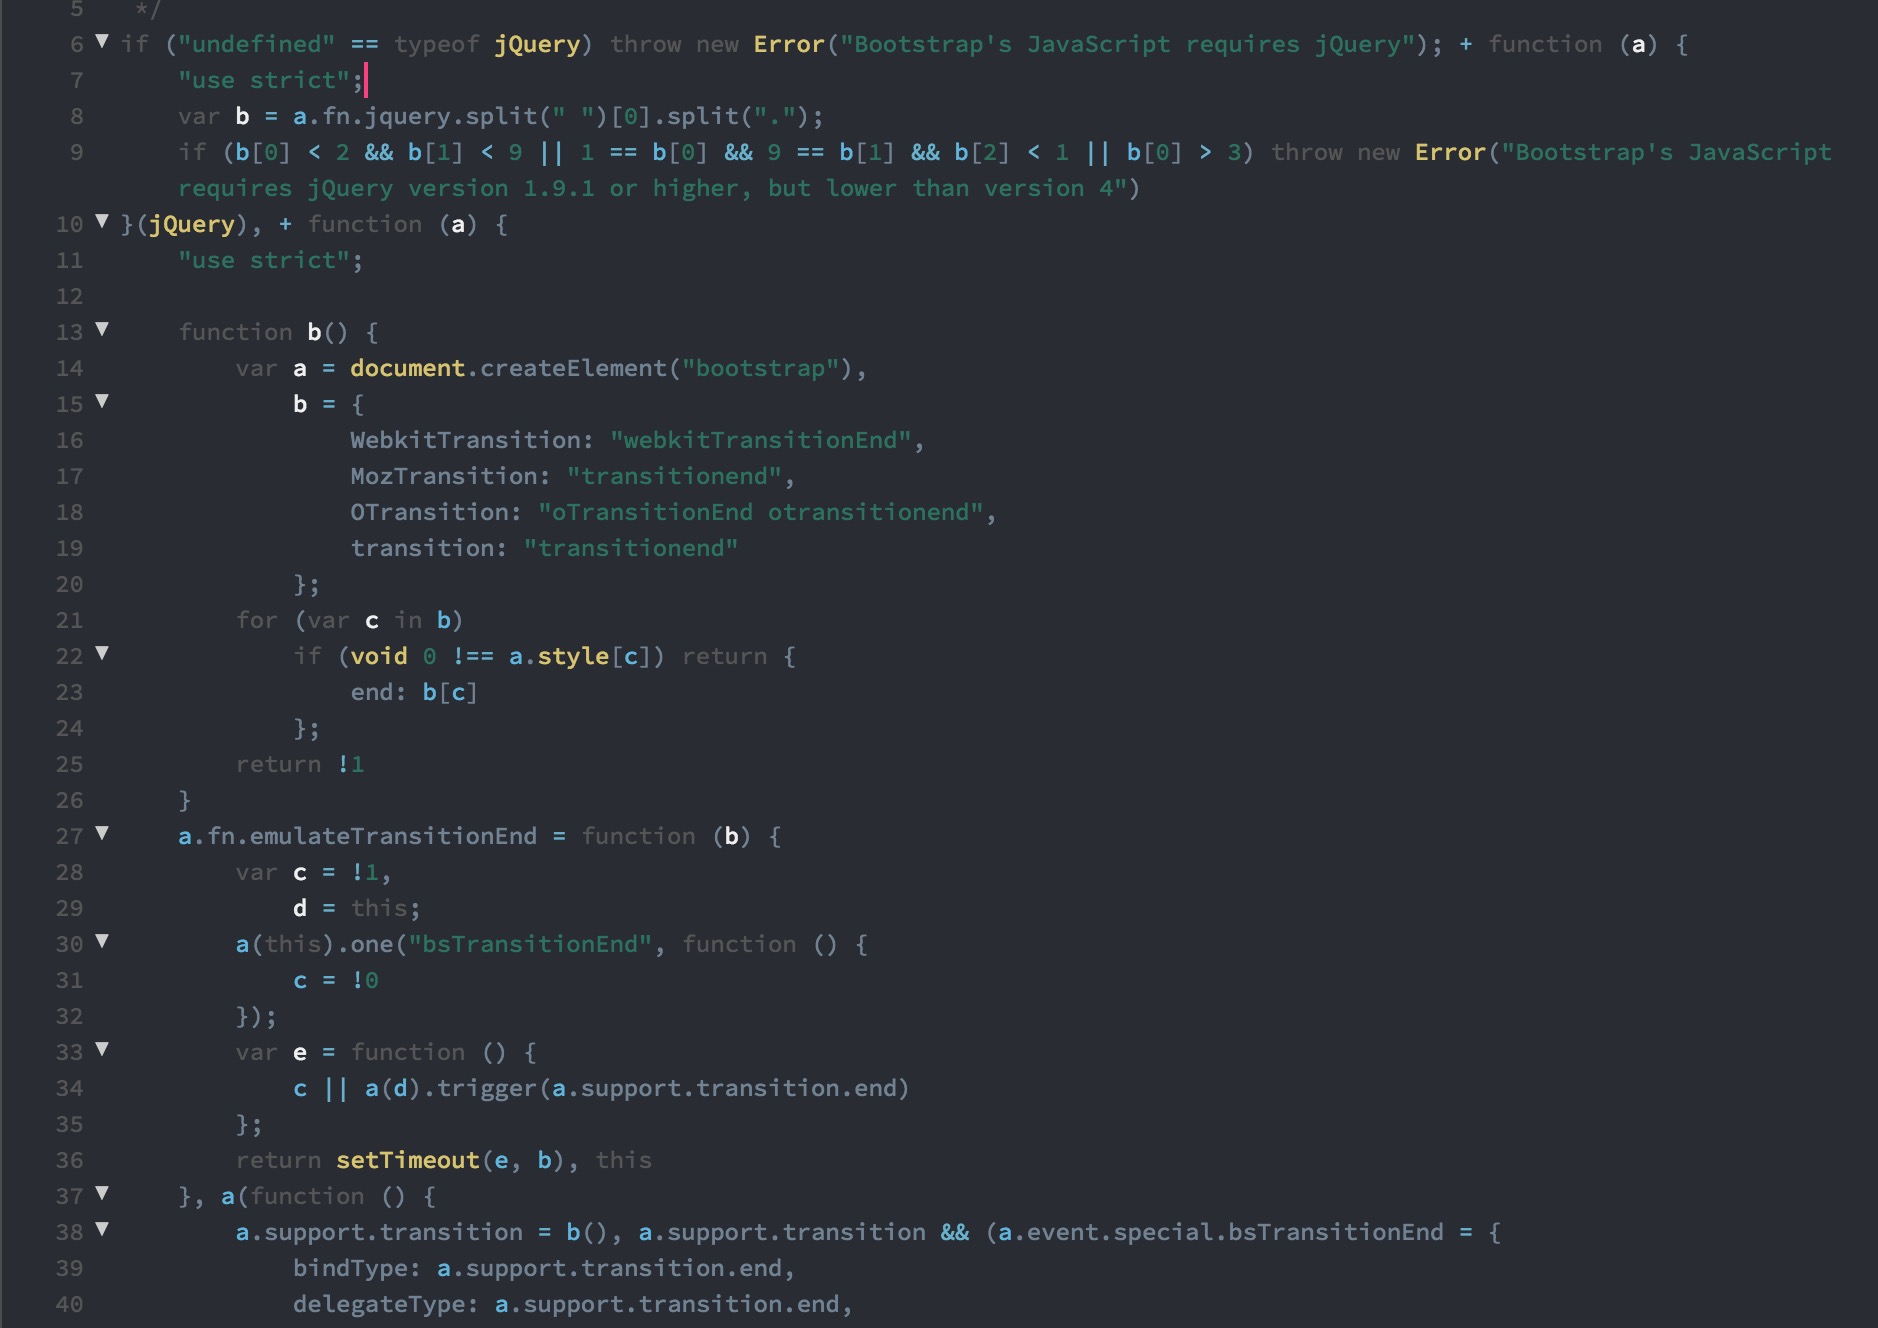 5 */
6 ▼ if ("undefined" == typeof jQuery) throw new Error("Bootstrap's JavaScript requires jQuery"); + function (a) {
7 "use strict";
8 var b = a.fn.jquery.split(" ")[0].split(".");
9 if (b[0] < 2 && b[1] < 9 || 1 == b[0] && 9 == b[1] && b[2] < 1 || b[0] > 3) throw new Error("Bootstrap's JavaScript
requires jQuery version 1.9.1 or higher, but lower than version 4")
10 ▼ }(jQuery), + function (a) {
11 "use strict";
12
13 ▼ function b() {
14 var a = document.createElement("bootstrap"),
15 ▼ b = {
16 WebkitTransition: "webkitTransitionEnd",
17 MozTransition: "transitionend",
18 OTransition: "oTransitionEnd otransitionend",
19 transition: "transitionend"
20 };
21 for (var c in b)
22 ▼ if (void 0 !== a.style[c]) return {
23 end: b[c]
24 };
25 return !1
26 }
27 ▼ a.fn.emulateTransitionEnd = function (b) {
28 var c = !1,
29 d = this;
30 ▼ a(this).one("bsTransitionEnd", function () {
31 c = !0
32 });
33 ▼ var e = function () {
34 c || a(d).trigger(a.support.transition.end)
35 };
36 return setTimeout(e, b), this
37 ▼ }, a(function () {
38 ▼ a.support.transition = b(), a.support.transition && (a.event.special.bsTransitionEnd = {
39 bindType: a.support.transition.end,
40 delegateType: a.support.transition.end,